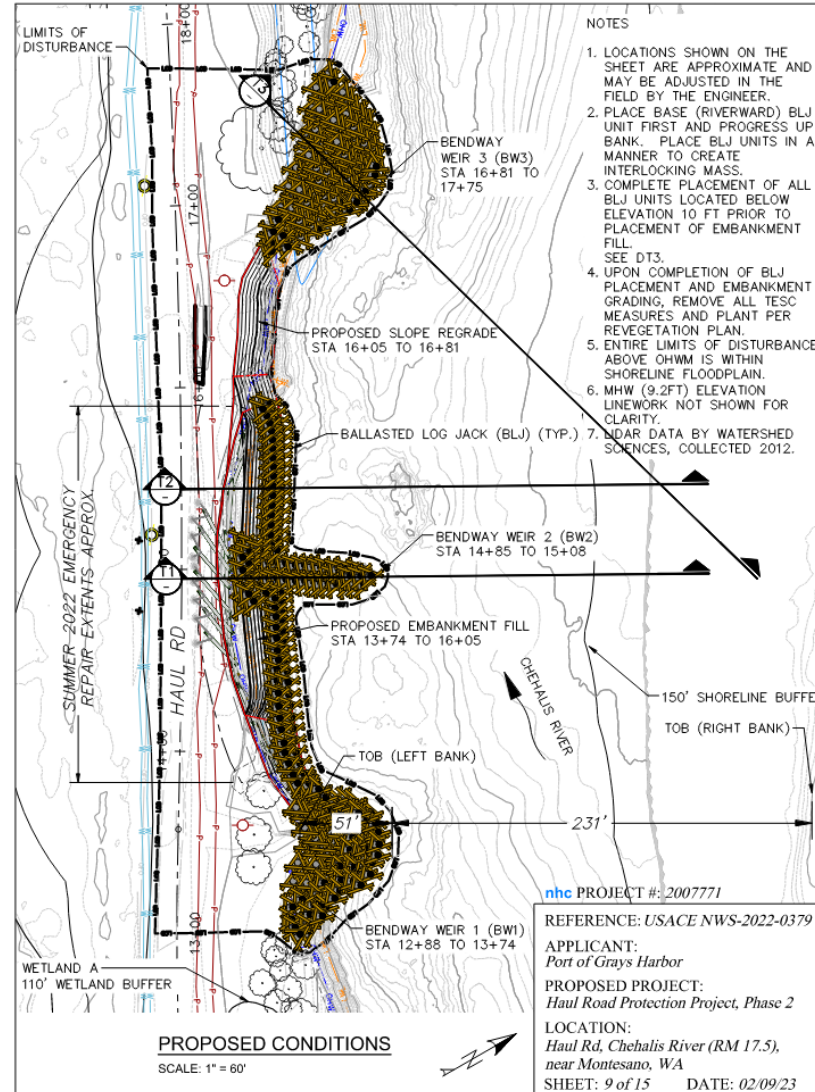 LIMITS OF
DISTURBANCE
18+00
OHW
T3
17+00
BENDWAY
WEIR 3 (BW3)
STA 16+81 TO
17+75
PROPOSED SLOPE REGRADE
STA 16+05 TO 16+81
BALLASTED LOG JACK (BLJ) (TYP.)
T2
-
BENDWAY WEIR 2 (BW2)
STA 14+85 TO 15+08
T1
-
SUMMER 2022 EMERGENCY
REPAIR EXTENTS APPROX.
HAUL RD
PROPOSED EMBANKMENT FILL
STA 13+74 TO 16+05
CHEHALIS RIVER
150' SHORELINE BUFFE
TOB (RIGHT BANK)
TOB (LEFT BANK)
51'
231'
13+00
BENDWAY WEIR 1 (BW1)
STA 12+88 TO 13+74
WETLAND A
110' WETLAND BUFFER
NOTES
1. LOCATIONS SHOWN ON THE
SHEET ARE APPROXIMATE AND
MAY BE ADJUSTED IN THE
FIELD BY THE ENGINEER.
2. PLACE BASE (RIVERWARD) BLJ
UNIT FIRST AND PROGRESS UP
BANK. PLACE BLJ UNITS IN A
MANNER TO CREATE
INTERLOCKING MASS.
3. COMPLETE PLACEMENT OF ALL
BLJ UNITS LOCATED BELOW
ELEVATION 10 FT PRIOR TO
PLACEMENT OF EMBANKMENT
FILL.
SEE DT3.
4. UPON COMPLETION OF BLJ
PLACEMENT AND EMBANKMENT
GRADING, REMOVE ALL TESC
MEASURES AND PLANT PER
REVEGETATION PLAN.
5. ENTIRE LIMITS OF DISTURBANCE
ABOVE OHWM IS WITHIN
SHORELINE FLOODPLAIN.
6. MHW (9.2FT) ELEVATION
LINEWORK NOT SHOWN FOR
CLARITY.
7. LIDAR DATA BY WATERSHED
SCIENCES, COLLECTED 2012.
PROPOSED CONDITIONS
SCALE: 1" = 60'
N
nhc PROJECT #: 2007771
REFERENCE: USACE NWS-2022-0379
APPLICANT:
Port of Grays Harbor
PROPOSED PROJECT:
Haul Road Protection Project, Phase 2
LOCATION:
Haul Rd, Chehalis River (RM 17.5),
near Montesano, WA
SHEET: 9 of 15 DATE: 02/09/23